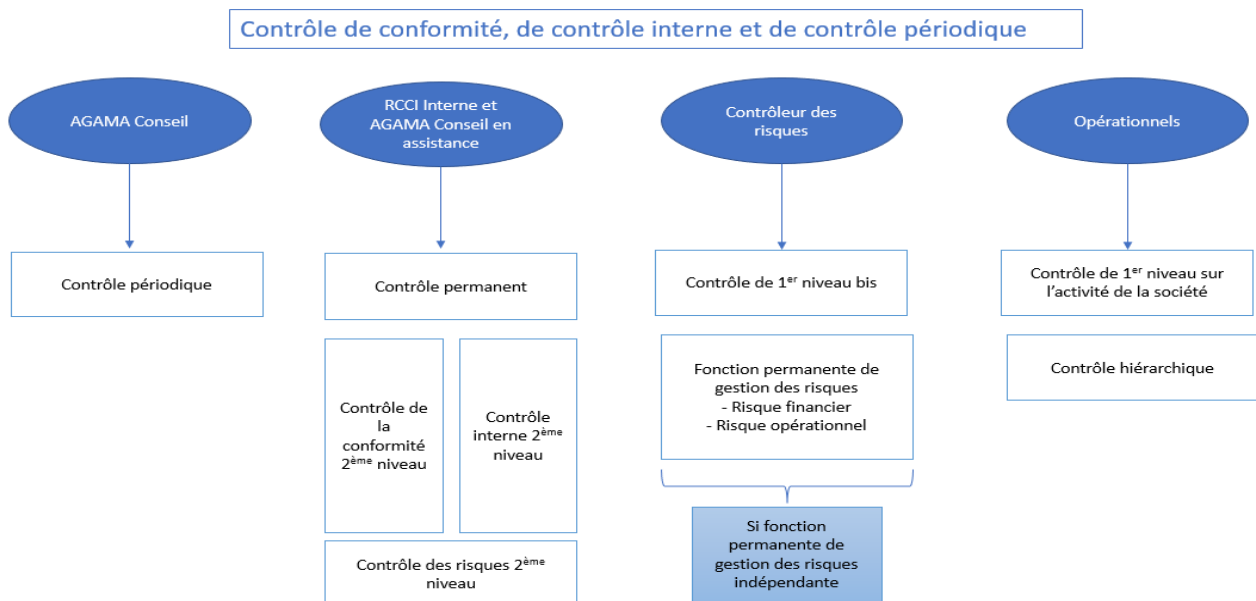 Contrôle de conformité, de contrôle interne et de contrôle périodique
AGAMA Conseil
RCCI Interne et
AGAMA Conseil en
assistance
Contrôleur des
risques
Opérationnels
Contrôle périodique
Contrôle permanent
Contrôle de 1er niveau bis
Contrôle de 1er niveau sur
l’activité de la société
Contrôle de
la
conformité
2ème niveau
Contrôle
interne 2ème
niveau
Fonction permanente de
gestion des risques
- Risque financier
- Risque opérationnel
Contrôle hiérarchique
Contrôle des risques 2ème
niveau
Si fonction
permanente de
gestion des risques
indépendante